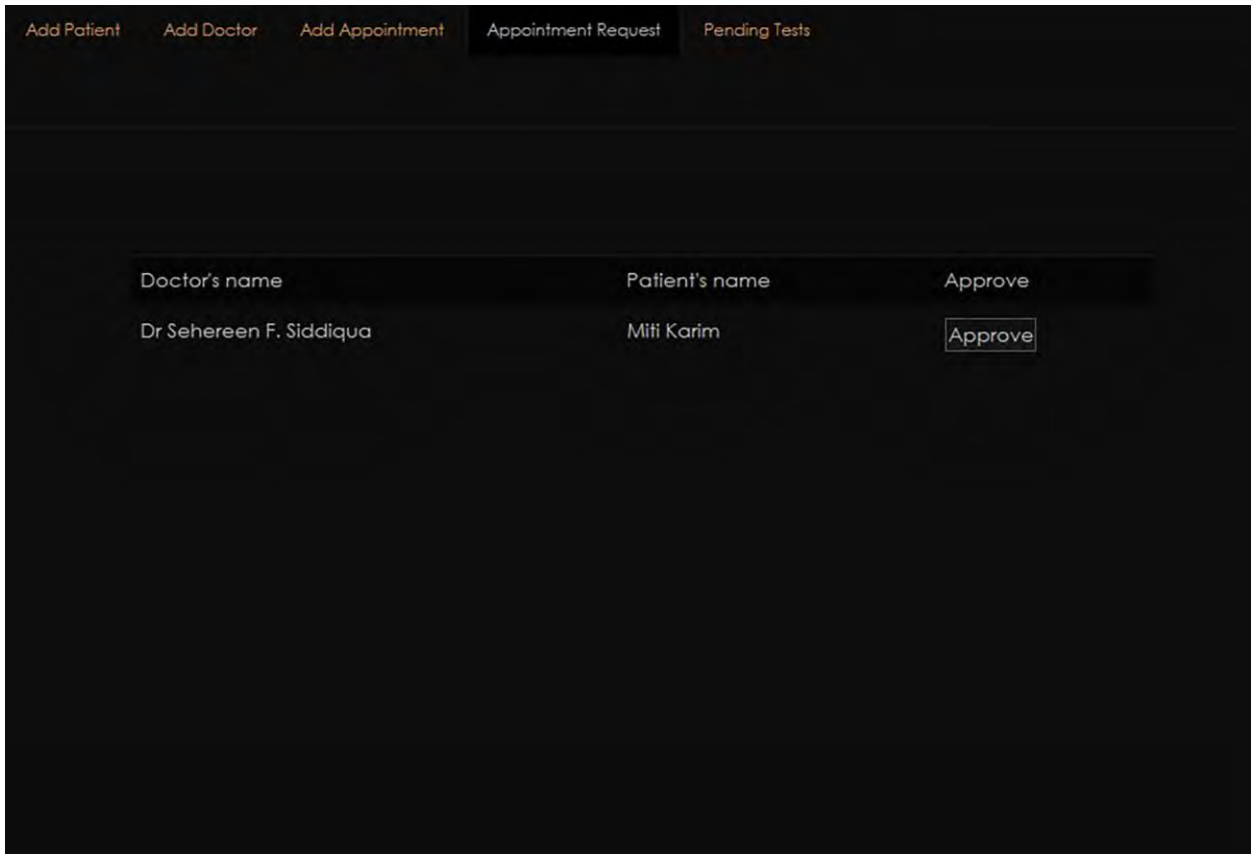 Add Patient Add Doctor Add Appointment Appointment Request Pending Tests
Doctor's name Patient's name Approve
Dr Sehereen F. Siddiqua Miti Karim Approve